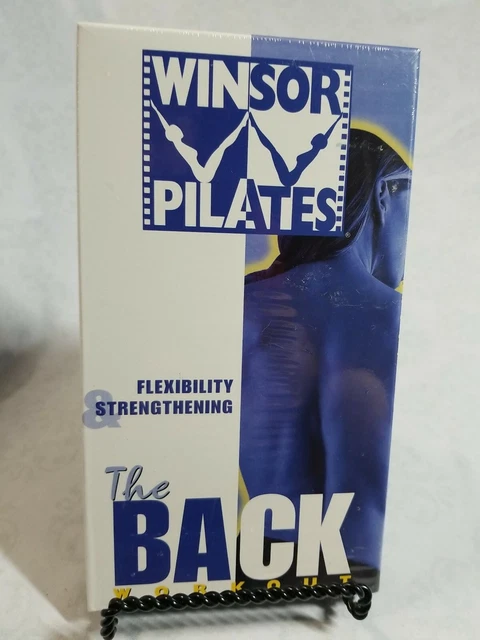 WINSOR
PILATES®
FLEXIBILITY
& STRENGTHENING
The
BACK
WORKOUT